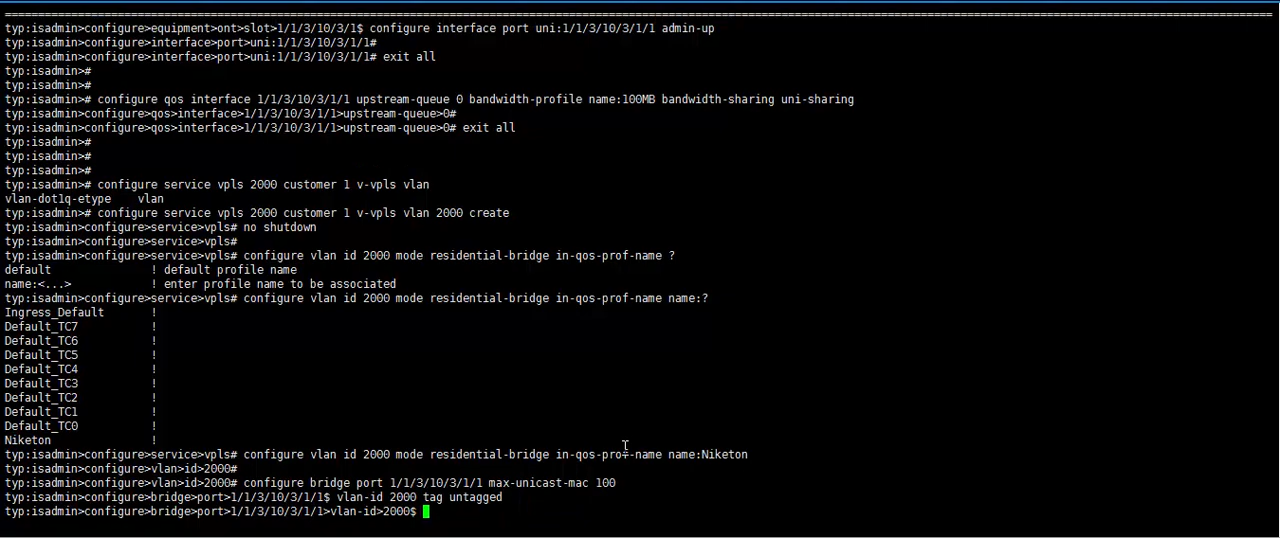 ================================================================================
typ:isadmin>configure>equipment>ont>slot>1/1/3/10/3/1$ configure interface port uni:1/1/3/10/3/1/1 admin-up
typ:isadmin>configure>interface>port>uni:1/1/3/10/3/1/1#
typ:isadmin>configure>interface>port>uni:1/1/3/10/3/1/1# exit all
typ:isadmin>#
typ:isadmin>#
typ:isadmin># configure qos interface 1/1/3/10/3/1/1 upstream-queue 0 bandwidth-profile name:100MB bandwidth-sharing uni-sharing
typ:isadmin>configure>qos>interface>1/1/3/10/3/1/1>upstream-queue>0#
typ:isadmin>configure>qos>interface>1/1/3/10/3/1/1>upstream-queue>0# exit all
typ:isadmin>#
typ:isadmin>#
typ:isadmin>#
typ:isadmin># configure service vpls 2000 customer 1 v-vpls vlan
vlan-dot1q-etype    vlan
typ:isadmin># configure service vpls 2000 customer 1 v-vpls vlan 2000 create
typ:isadmin>configure>service>vpls# no shutdown
typ:isadmin>configure>service>vpls#
typ:isadmin>configure>service>vpls# configure vlan id 2000 mode residential-bridge in-qos-prof-name ?
default               ! default profile name
name:<...>            ! enter profile name to be associated
typ:isadmin>configure>service>vpls# configure vlan id 2000 mode residential-bridge in-qos-prof-name name:?
Ingress_Default       !
Default_TC7           !
Default_TC6           !
Default_TC5           !
Default_TC4           !
Default_TC3           !
Default_TC2           !
Default_TC1           !
Default_TC0           !
Niketon               !
typ:isadmin>configure>service>vpls# configure vlan id 2000 mode residential-bridge in-qos-prof-name name:Niketon
typ:isadmin>configure>vlan>id>2000#
typ:isadmin>configure>vlan>id>2000# configure bridge port 1/1/3/10/3/1/1 max-unicast-mac 100
typ:isadmin>configure>bridge>port>1/1/3/10/3/1/1$ vlan-id 2000 tag untagged
typ:isadmin>configure>bridge>port>1/1/3/10/3/1/1>vlan-id>2000$